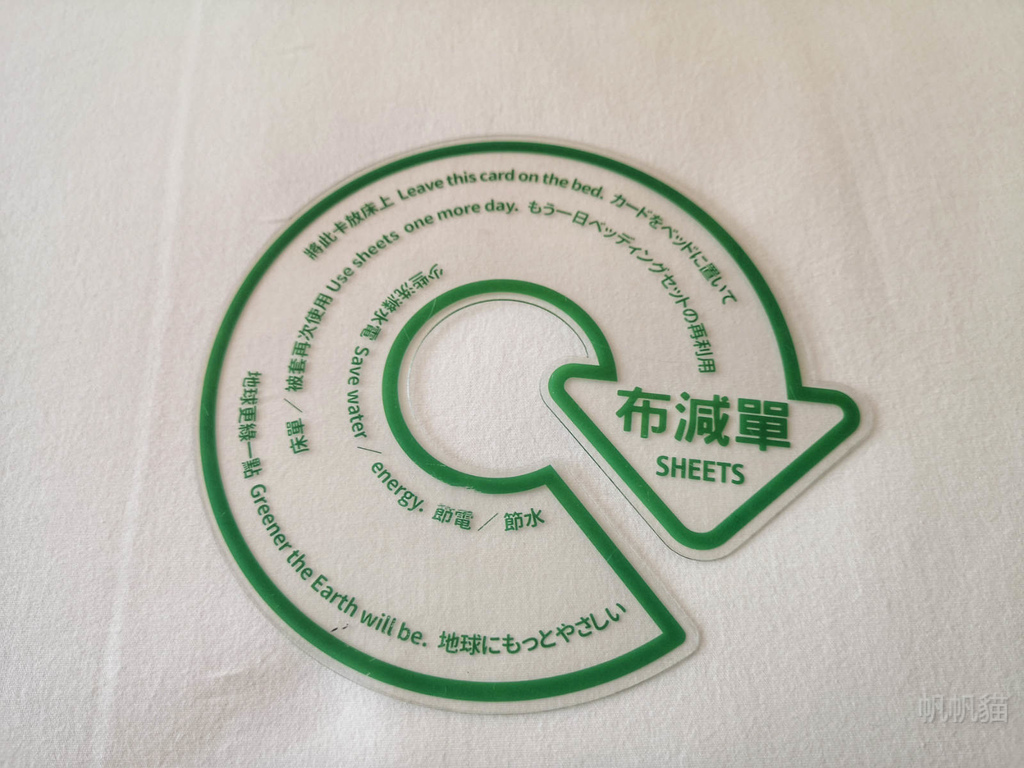 將此卡放床上 Leave this card on the bed. カードをベッドに置いて
床單／被套再次使用 Use sheets one more day. もう一日ベッディングセットの再利用
少些洗滌水電 Save water / energy. 節電／節水
地球更綠一點 Greener the Earth will be. 地球にもっとやさしい
布減單
SHEETS
帆帆貓